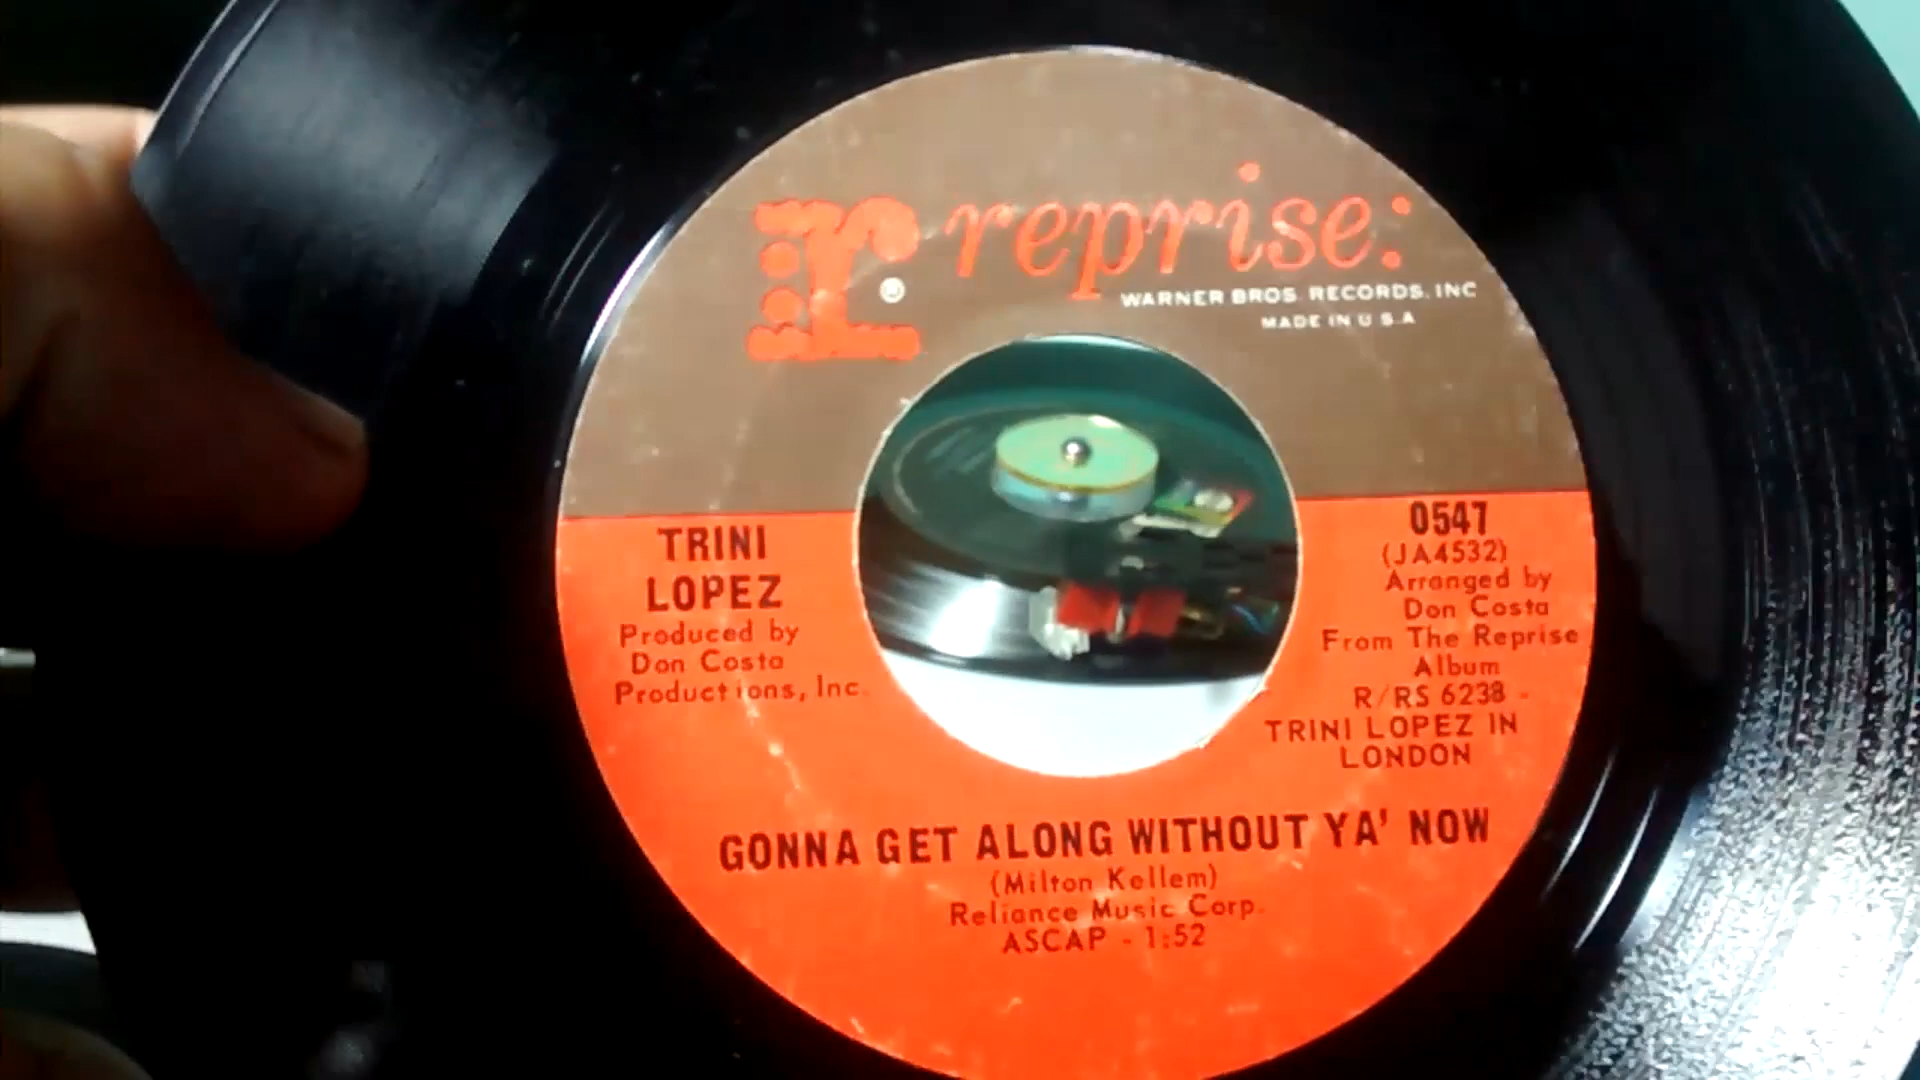 r reprise:
®
WARNER BROS. RECORDS, INC
MADE IN U.S.A
TRINI
LOPEZ
Produced by
Don Costa
Productions, Inc.
0547
(JA4532)
Arranged by
Don Costa
From The Reprise
Album
R/RS 6238 -
TRINI LOPEZ IN
LONDON
GONNA GET ALONG WITHOUT YA' NOW
(Milton Kellem)
Reliance Music Corp.
ASCAP - 1:52